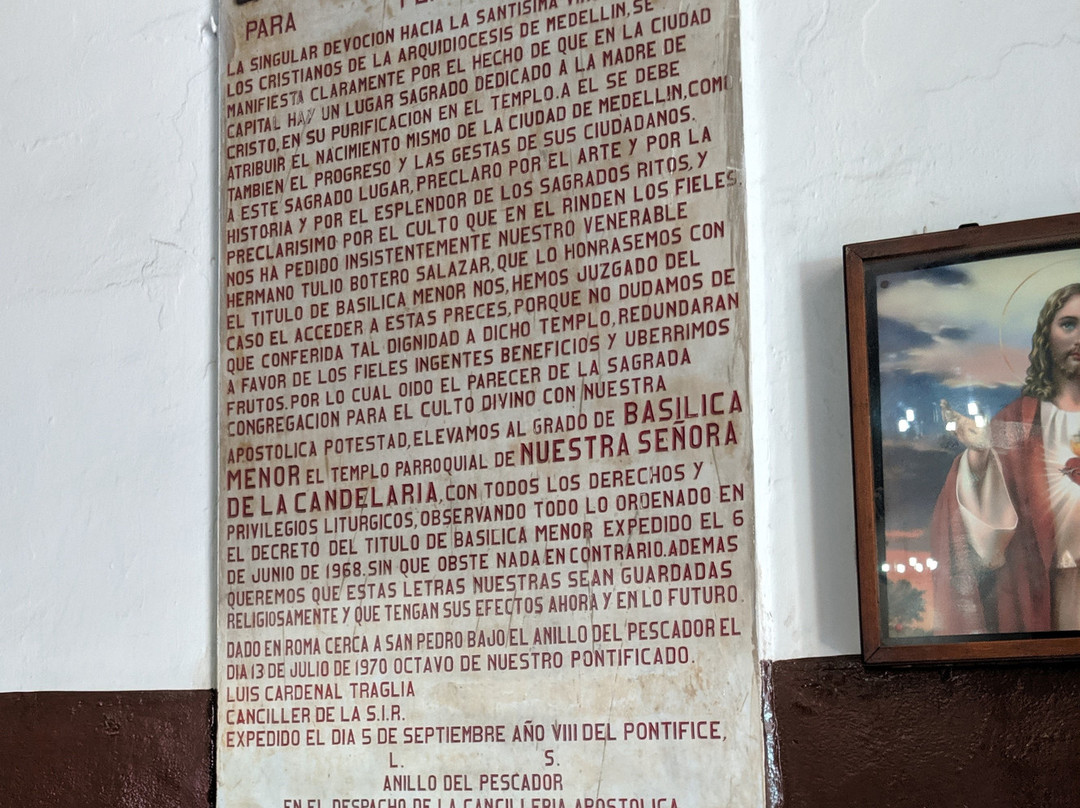 PARA
LA SINGULAR DEVOCION HACIA LA SANTISIMA
LOS CRISTIANOS DE LA ARQUIDIOCESIS DE MEDELLIN, SE
MANIFIESTA CLARAMENTE POR EL HECHO DE QUE EN LA CIUDAD
CAPITAL HAY UN LUGAR SAGRADO DEDICADO A LA MADRE DE
CRISTO, EN SU PURIFICACION EN EL TEMPLO. A EL SE DEBE
ATRIBUIR EL NACIMIENTO MISMO DE LA CIUDAD DE MEDELLIN, COMO
TAMBIEN EL PROGRESO Y LAS GESTAS DE SUS CIUDADANOS.
A ESTE SAGRADO LUGAR, PRECLARO POR EL ARTE Y POR LA
HISTORIA Y POR EL ESPLENDOR DE LOS SAGRADOS RITOS, Y
PRECLARISIMO POR EL CULTO QUE EN EL RINDEN LOS FIELES.
NOS HA PEDIDO INSISTENTEMENTE NUESTRO VENERABLE
HERMANO TULIO BOTERO SALAZAR, QUE LO HONRASEMOS CON
EL TITULO DE BASILICA MENOR NOS, HEMOS JUZGADO DEL
CASO EL ACCEDER A ESTAS PRECES, PORQUE NO DUDAMOS DE
QUE CONFERIDA TAL DIGNIDAD A DICHO TEMPLO, REDUNDARAN
A FAVOR DE LOS FIELES INGENTES BENEFICIOS Y UBERRIMOS
FRUTOS. POR LO CUAL OIDO EL PARECER DE LA SAGRADA
CONGREGACION PARA EL CULTO DIVINO CON NUESTRA
APOSTOLICA POTESTAD, ELEVAMOS AL GRADO DE BASILICA
MENOR EL TEMPLO PARROQUIAL DE NUESTRA SEÑORA
DE LA CANDELARIA, CON TODOS LOS DERECHOS Y
PRIVILEGIOS LITURGICOS, OBSERVANDO TODO LO ORDENADO EN
EL DECRETO DEL TITULO DE BASILICA MENOR EXPEDIDO EL 6
DE JUNIO DE 1968. SIN QUE OBSTE NADA EN CONTRARIO. ADEMAS
QUEREMOS QUE ESTAS LETRAS NUESTRAS SEAN GUARDADAS
RELIGIOSAMENTE Y QUE TENGAN SUS EFECTOS AHORA Y EN LO FUTURO.
DADO EN ROMA CERCA A SAN PEDRO BAJO EL ANILLO DEL PESCADOR EL
DIA 13 DE JULIO DE 1970 OCTAVO DE NUESTRO PONTIFICADO.
LUIS CARDENAL TRAGLIA
CANCILLER DE LA S.I.R.
EXPEDIDO EL DIA 5 DE SEPTIEMBRE AÑO VIII DEL PONTIFICE,
L. S.
ANILLO DEL PESCADOR
EN EL DESPACHO DE LA CANCILLERIA APOSTOLICA